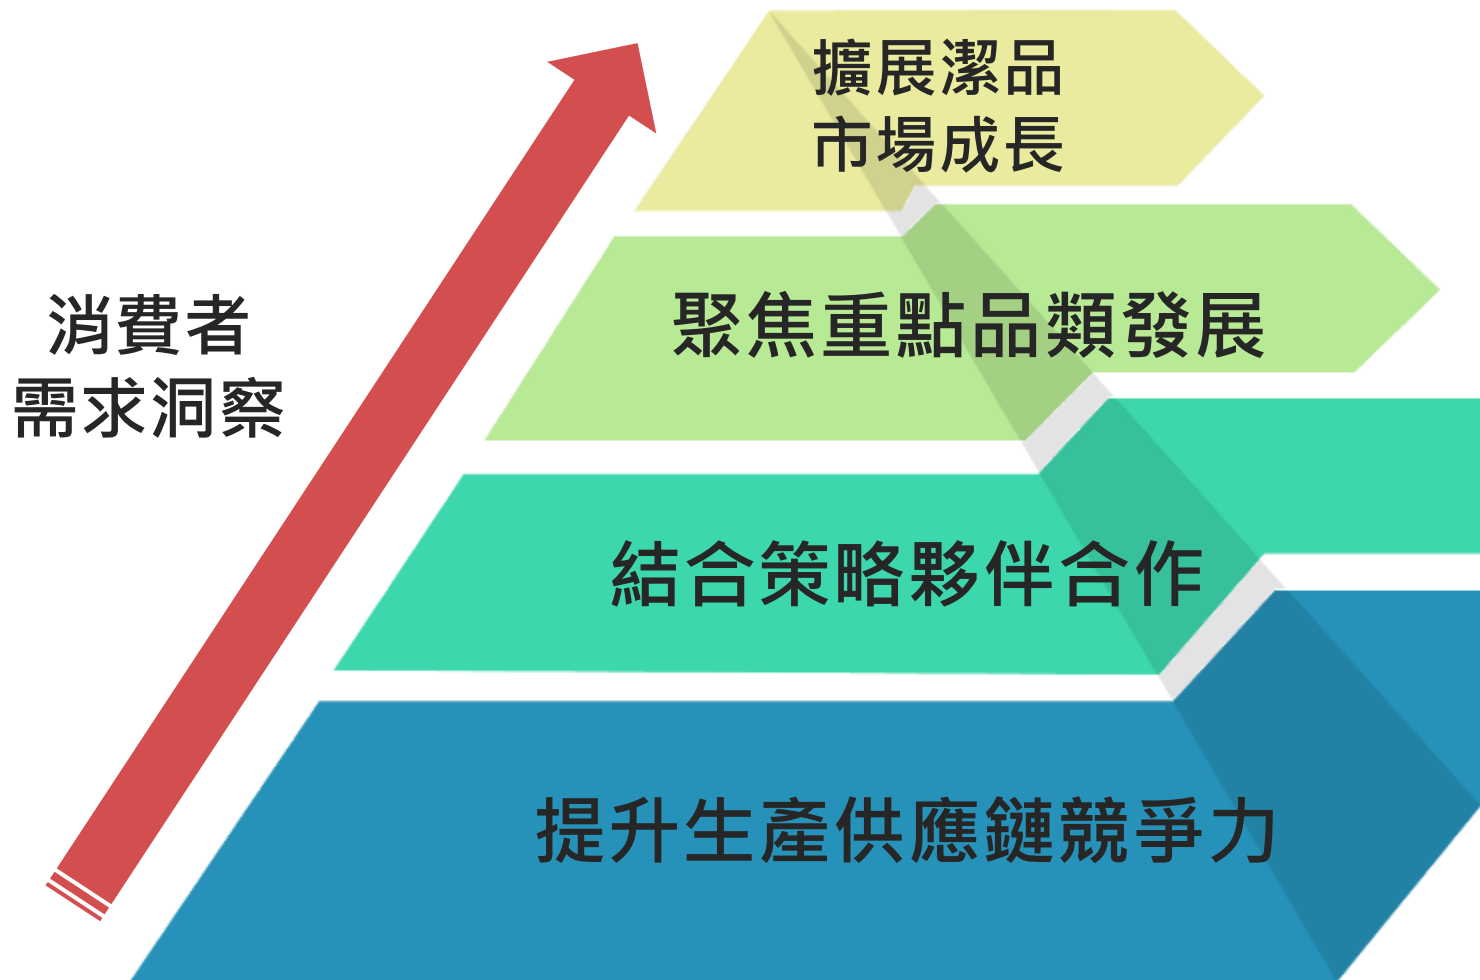 擴展潔品
市場成長
聚焦重點品類發展
消費者
需求洞察
結合策略夥伴合作
提升生產供應鏈競爭力